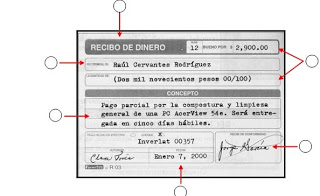 RECIBO DE DINERO
12 BUENO POR $ 2,900.00
Raúl Cervantes Rodríguez
(Dos mil novecientos pesos 00/100)
CONCEPTO
Pago parcial por la compostura y limpieza
general de una PC AcerView 54e. Será entre-
gada en cinco días hábiles.
X
Inverlat 00357
Enero 7, 2000